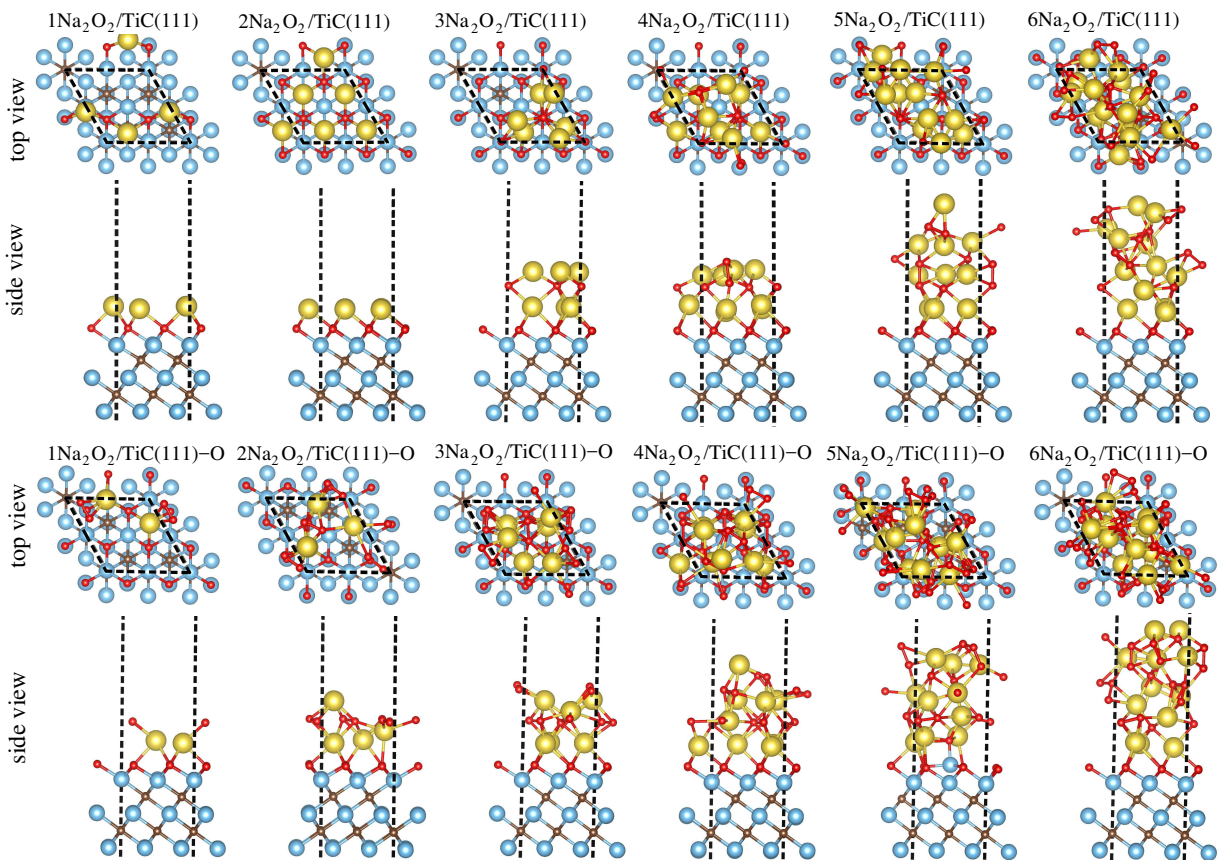 1Na₂O₂/TiC(111) 2Na₂O₂/TiC(111) 3Na₂O₂/TiC(111) 4Na₂O₂/TiC(111) 5Na₂O₂/TiC(111) 6Na₂O₂/TiC(111)
top view
side view
1Na₂O₂/TiC(111)−O 2Na₂O₂/TiC(111)−O 3Na₂O₂/TiC(111)−O 4Na₂O₂/TiC(111)−O 5Na₂O₂/TiC(111)−O 6Na₂O₂/TiC(111)−O
top view
side view